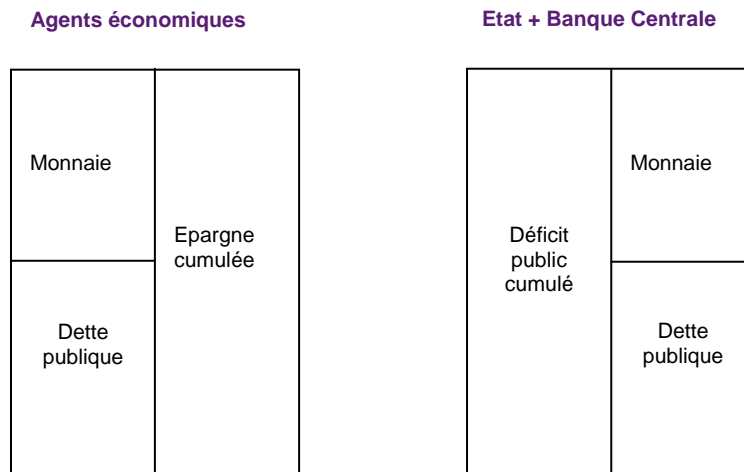 Agents économiques
Etat + Banque Centrale
Monnaie
Epargne
cumulée
Dette
publique
Déficit
public
cumulé
Monnaie
Dette
publique